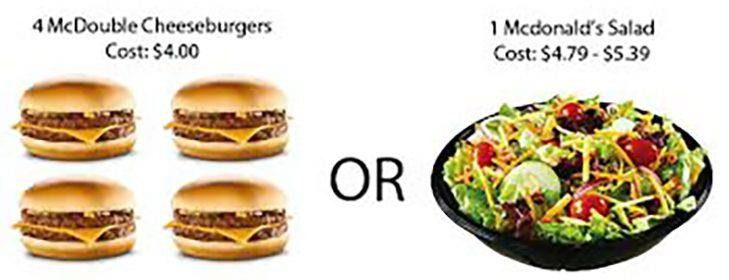 4 McDouble Cheeseburgers
Cost: $4.00
1 Mcdonald's Salad
Cost: $4.79 - $5.39
OR